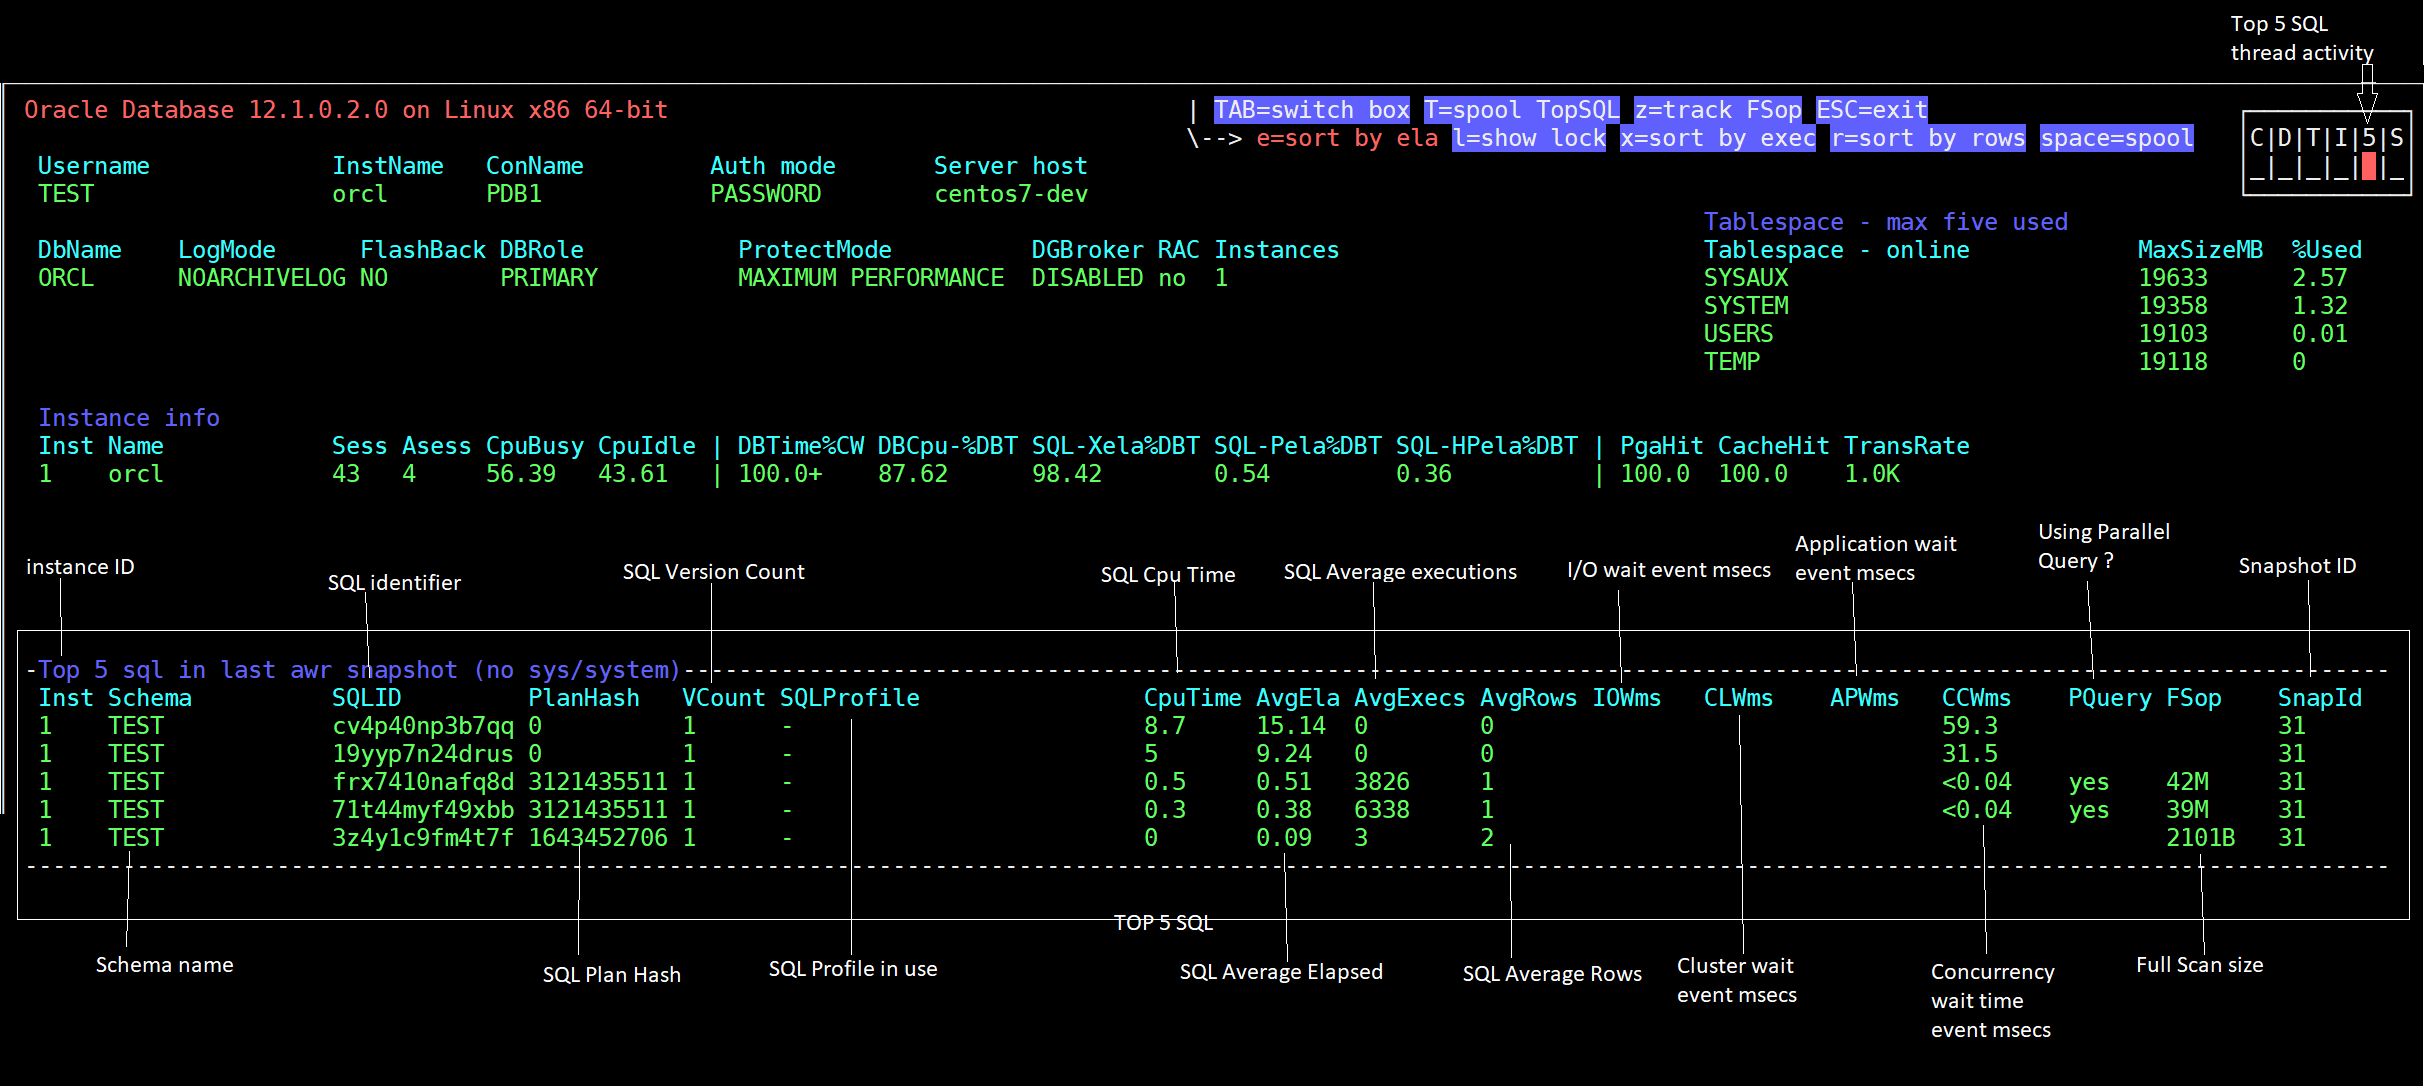 Top 5 SQL
thread activity
Oracle Database 12.1.0.2.0 on Linux x86 64-bit | TAB=switch box T=spool TopSQL z=track FSop ESC=exit
\--> e=sort by ela l=show lock x=sort by exec r=sort by rows space=spool C|D|T|I|5|S
_|_|_|_| |_
Username InstName ConName Auth mode Server host
TEST orcl PDB1 PASSWORD centos7-dev
Tablespace - max five used
DbName LogMode FlashBack DBRole ProtectMode DGBroker RAC Instances Tablespace - online MaxSizeMB %Used
ORCL NOARCHIVELOG NO PRIMARY MAXIMUM PERFORMANCE DISABLED no 1 SYSAUX 19633 2.57
SYSTEM 19358 1.32
USERS 19103 0.01
TEMP 19118 0
Instance info
Inst Name Sess Asess CpuBusy CpuIdle | DBTime%CW DBCpu-%DBT SQL-Xela%DBT SQL-Pela%DBT SQL-HPela%DBT | PgaHit CacheHit TransRate
1 orcl 43 4 56.39 43.61 | 100.0+ 87.62 98.42 0.54 0.36 | 100.0 100.0 1.0K
instance ID
SQL identifier
SQL Version Count
SQL Cpu Time
SQL Average executions
I/O wait event msecs
Application wait
event msecs
Using Parallel
Query ?
Snapshot ID
-Top 5 sql in last awr snapshot (no sys/system)
Inst Schema SQLID PlanHash VCount SQLProfile CpuTime AvgEla AvgExecs AvgRows IOWms CLWms APWms CCWms PQuery FSop SnapId
1 TEST cv4p40np3b7qq 0 1 - 8.7 15.14 0 0 59.3 31
1 TEST 19yyp7n24drus 0 1 - 5 9.24 0 0 31.5 31
1 TEST frx7410nafq8d 3121435511 1 - 0.5 0.51 3826 1 <0.04 yes 42M 31
1 TEST 71t44myf49xbb 3121435511 1 - 0.3 0.38 6338 1 <0.04 yes 39M 31
1 TEST 3z4y1c9fm4t7f 1643452706 1 - 0 0.09 3 2 2101B 31
TOP 5 SQL
Schema name
SQL Plan Hash
SQL Profile in use
SQL Average Elapsed
SQL Average Rows
Cluster wait
event msecs
Concurrency
wait time
event msecs
Full Scan size